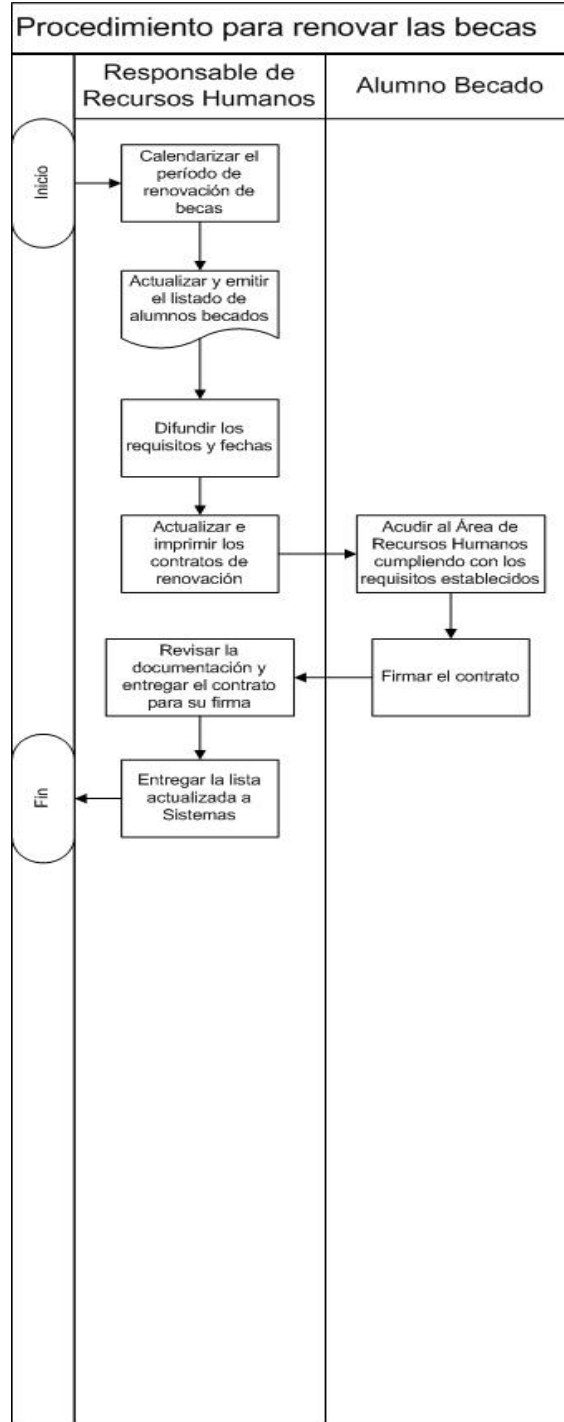 Procedimiento para renovar las becas
Responsable de
Recursos Humanos
Alumno Becado
Inicio
Calendarizar el
período de
renovación de
becas
Actualizar y emitir
el listado de
alumnos becados
Difundir los
requisitos y fechas
Actualizar e
imprimir los
contratos de
renovación
Acudir al Área de
Recursos Humanos
cumpliendo con los
requisitos establecidos
Firmar el contrato
Revisar la
documentación y
entregar el contrato
para su firma
Entregar la lista
actualizada a
Sistemas
Fin